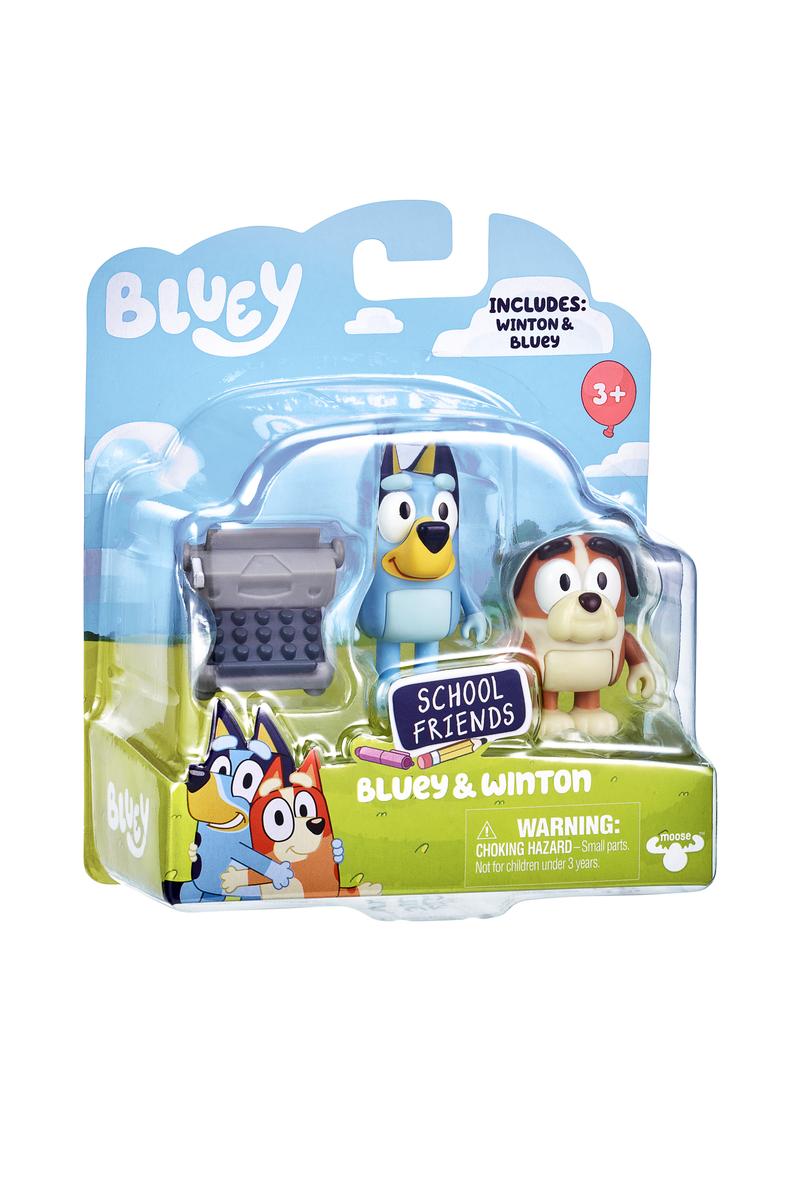 BLUEY
INCLUDES:
WINTON &
BLUEY
3+
SCHOOL
FRIENDS
BLUEY & WINTON
BLUEY
WARNING:
CHOKING HAZARD – Small parts.
Not for children under 3 years.
moose™